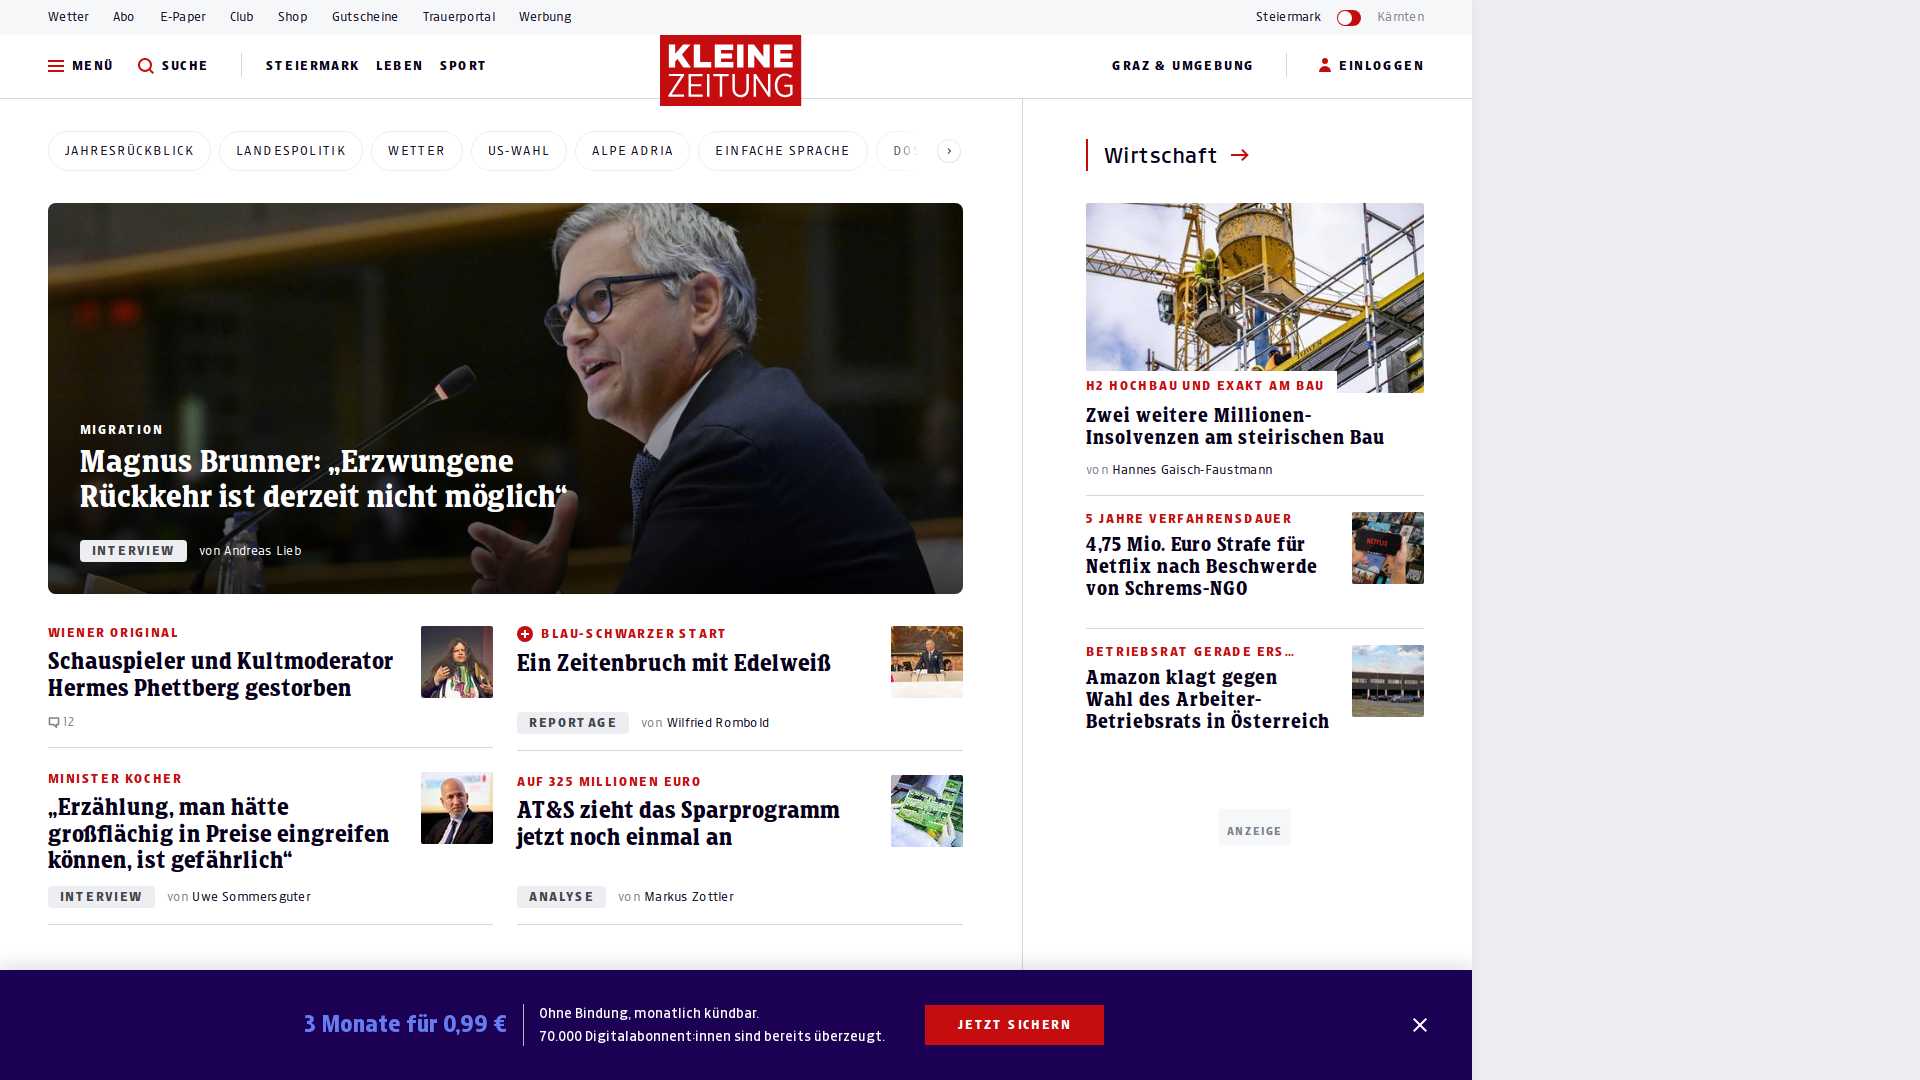 Wetter Abo E-Paper Club Shop Gutscheine Trauerportal Werbung Steiermark Kärnten
MENÜ SUCHE STEIERMARK LEBEN SPORT KLEINE ZEITUNG GRAZ & UMGEBUNG EINLOGGEN
JAHRESRÜCKBLICK LANDESPOLITIK WETTER US-WAHL ALPE ADRIA EINFACHE SPRACHE
MIGRATION
Magnus Brunner: „Erzwungene
Rückkehr ist derzeit nicht möglich“
INTERVIEW von Andreas Lieb
WIENER ORIGINAL
Schauspieler und Kultmoderator
Hermes Phettberg gestorben
12
BLAU-SCHWARZER START
Ein Zeitenbruch mit Edelweiß
REPORTAGE von Wilfried Rombold
MINISTER KOCHER
„Erzählung, man hätte
großflächig in Preise eingreifen
können, ist gefährlich“
INTERVIEW von Uwe Sommersguter
AUF 325 MILLIONEN EURO
AT&S zieht das Sparprogramm
jetzt noch einmal an
ANALYSE von Markus Zottler
Wirtschaft
H2 HOCHBAU UND EXAKT AM BAU
Zwei weitere Millionen-
Insolvenzen am steirischen Bau
von Hannes Gaisch-Faustmann
5 JAHRE VERFAHRENSDAUER
4,75 Mio. Euro Strafe für
Netflix nach Beschwerde
von Schrems-NGO
NETFLIX
BETRIEBSRAT GERADE ERS…
Amazon klagt gegen
Wahl des Arbeiter-
Betriebsrats in Österreich
ANZEIGE
3 Monate für 0,99 €
Ohne Bindung, monatlich kündbar.
70.000 Digitalabonnent:innen sind bereits überzeugt.
JETZT SICHERN